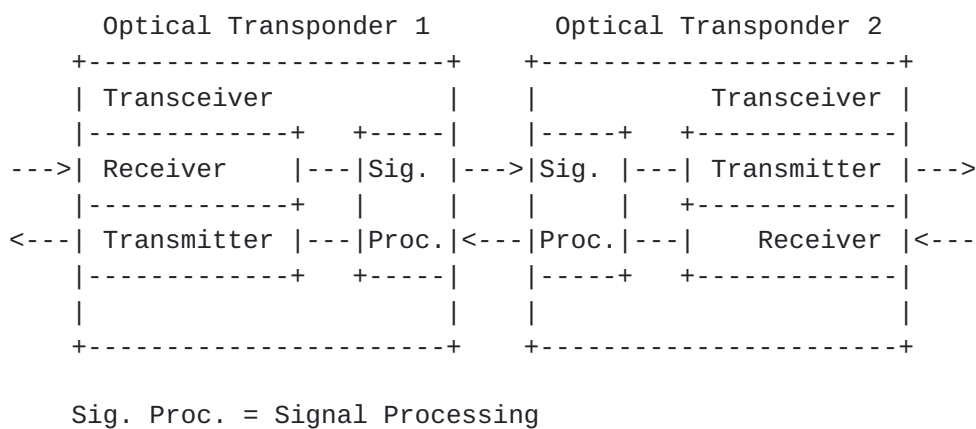 Optical Transponder 1        Optical Transponder 2
    +----------------------+    +----------------------+
    | Transceiver          |    |          Transceiver |
    |-------------+  +-----|    |-----+  +-------------|
--->| Receiver    |---|Sig. |--->|Sig. |---| Transmitter |--->
    |-------------+  |     |    |     |  +-------------|
<---| Transmitter |---|Proc.|<---|Proc.|---|    Receiver |<---
    |-------------+  +-----|    |-----+  +-------------|
    |                      |    |                      |
    +----------------------+    +----------------------+
Sig. Proc. = Signal Processing